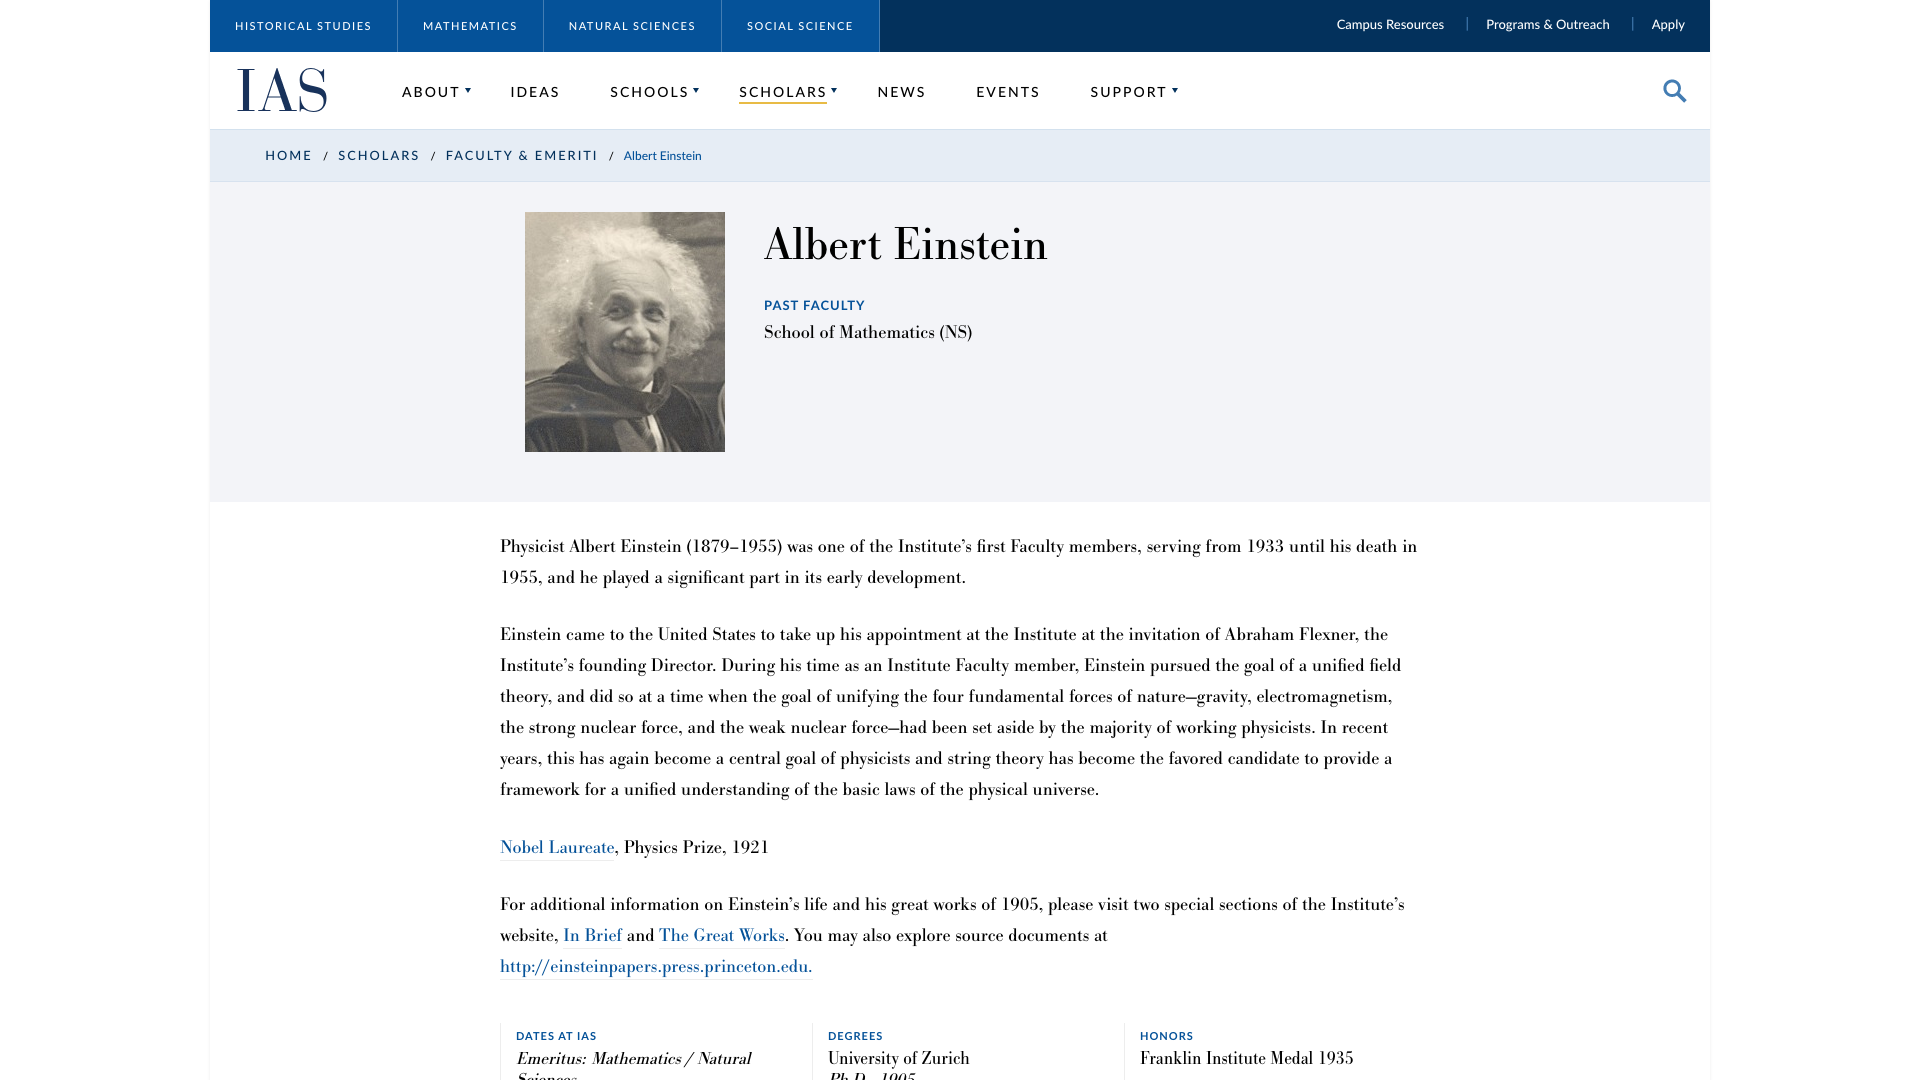 HISTORICAL STUDIES MATHEMATICS NATURAL SCIENCES SOCIAL SCIENCE Campus Resources | Programs & Outreach | Apply
IAS ABOUT ▾ IDEAS SCHOOLS ▾ SCHOLARS ▾ NEWS EVENTS SUPPORT ▾
HOME / SCHOLARS / FACULTY & EMERITI / Albert Einstein
Albert Einstein
PAST FACULTY
School of Mathematics (NS)
Physicist Albert Einstein (1879–1955) was one of the Institute’s first Faculty members, serving from 1933 until his death in
1955, and he played a significant part in its early development.
Einstein came to the United States to take up his appointment at the Institute at the invitation of Abraham Flexner, the
Institute’s founding Director. During his time as an Institute Faculty member, Einstein pursued the goal of a unified field
theory, and did so at a time when the goal of unifying the four fundamental forces of nature—gravity, electromagnetism,
the strong nuclear force, and the weak nuclear force—had been set aside by the majority of working physicists. In recent
years, this has again become a central goal of physicists and string theory has become the favored candidate to provide a
framework for a unified understanding of the basic laws of the physical universe.
Nobel Laureate, Physics Prize, 1921
For additional information on Einstein’s life and his great works of 1905, please visit two special sections of the Institute’s
website, In Brief and The Great Works. You may also explore source documents at
http://einsteinpapers.press.princeton.edu.
DATES AT IAS DEGREES HONORS
Emeritus: Mathematics / Natural University of Zurich Franklin Institute Medal 1935
Sciences Ph.D., 1905